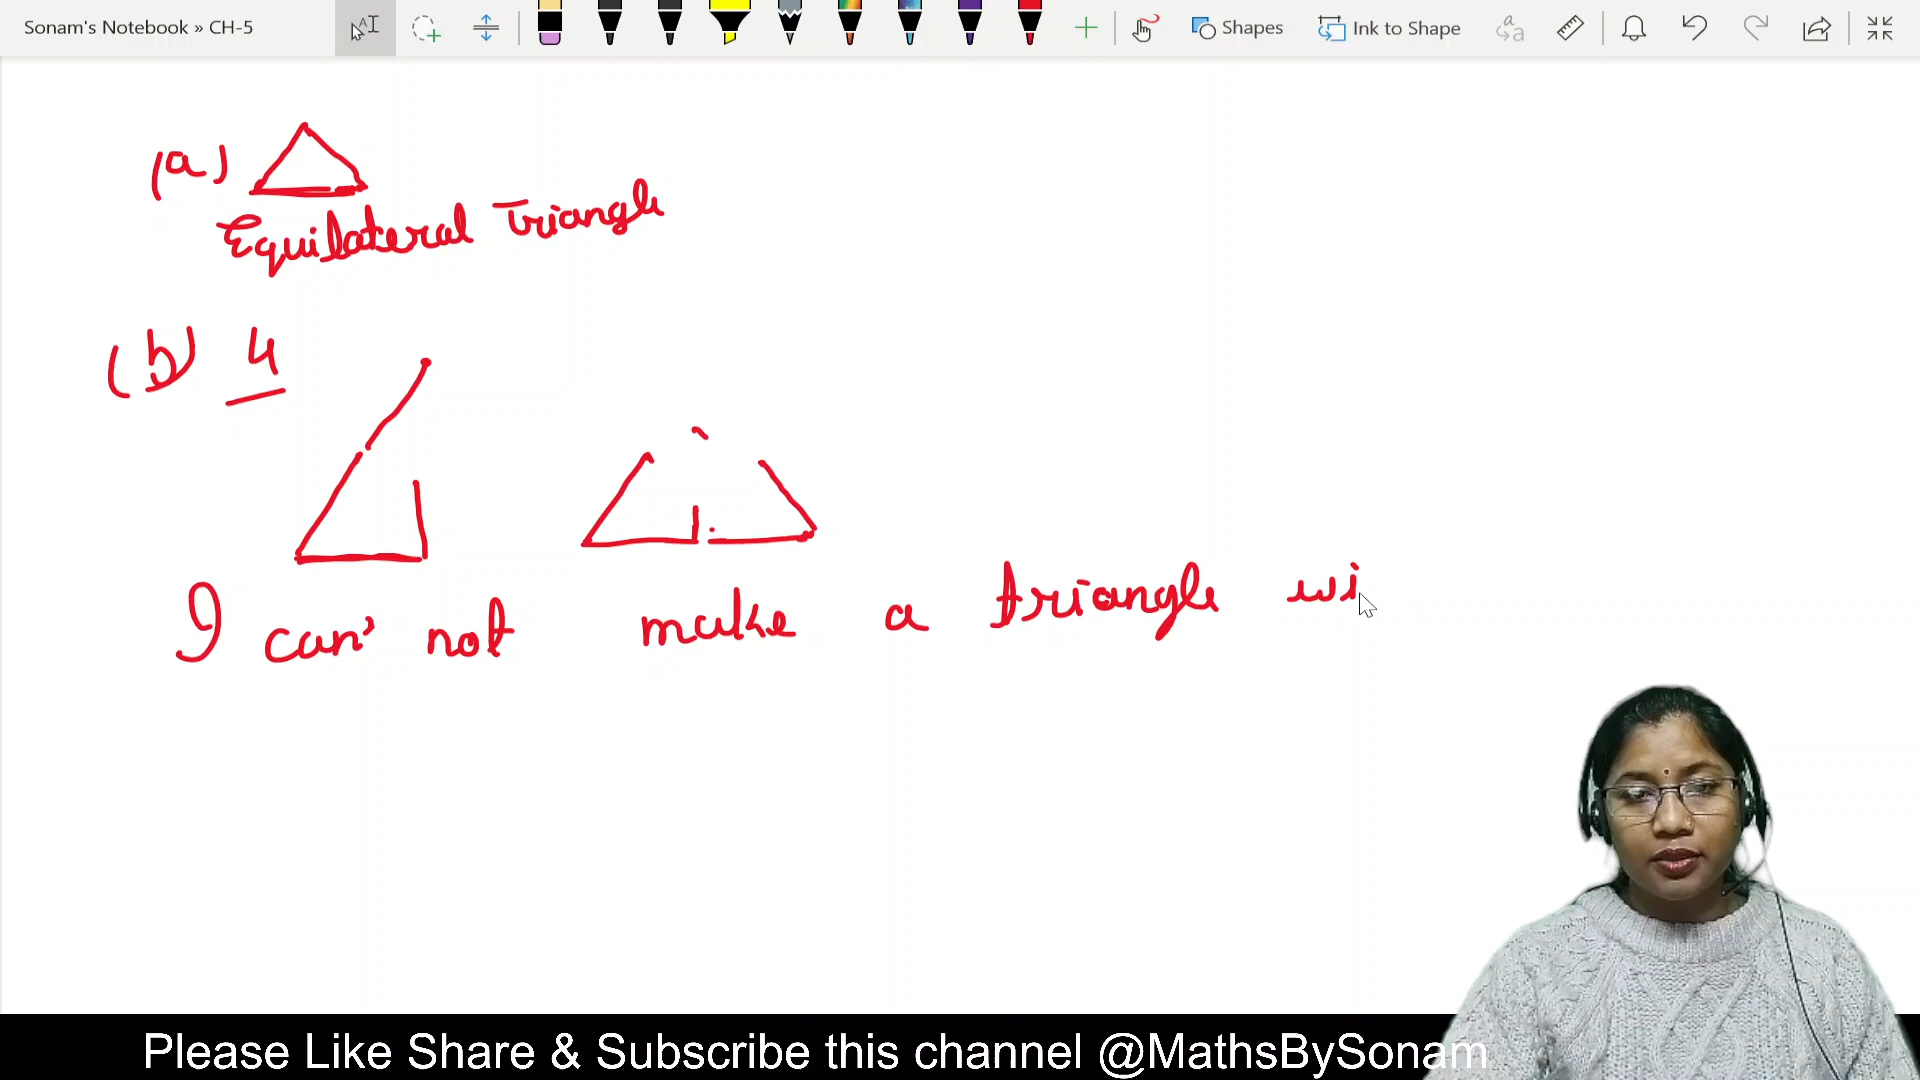 Sonam's Notebook » CH-5
Shapes
Ink to Shape
(a)
Equilateral Triangle
(b) 4
I can' not make a triangle wi
Please Like Share & Subscribe this channel @MathsBySonam